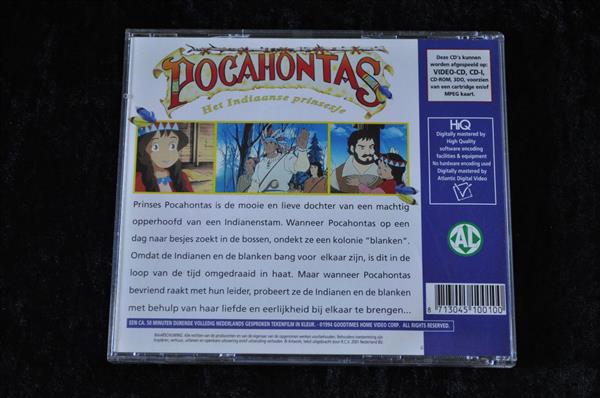 POCAHONTAS
Het Indiaanse prinsesje
Prinses Pocahontas is de mooie en lieve dochter van een machtig
opperhoofd van een Indianenstam. Wanneer Pocahontas op een
dag naar besjes zoekt in de bossen, ondekt ze een kolonie "blanken".
Omdat de Indianen en de blanken bang voor elkaar zijn, is dit in de
loop van de tijd omgedraaid in haat. Maar wanneer Pocahontas
bevriend raakt met hun leider, probeert ze de Indianen en de blanken
met behulp van haar liefde en eerlijkheid bij elkaar te brengen...
EEN CA. 50 MINUTEN DURENDE VOLLEDIG NEDERLANDS GESPROKEN TEKENFILM IN KLEUR. - ©1994 GOODTIMES HOME VIDEO CORP. ALL RIGHTS RESERVED.
Deze CD's kunnen
worden afgespeeld op:
VIDEO-CD, CD-I,
CD-ROM, 3DO, voorzien
van een cartridge en/of
MPEG kaart.
HiQ
Digitally mastered by
High Quality
software encoding
facilities & equipment
No hardware encoding used
Digitally mastered by
Atlantic Digital Video
AL
8 713045 100100